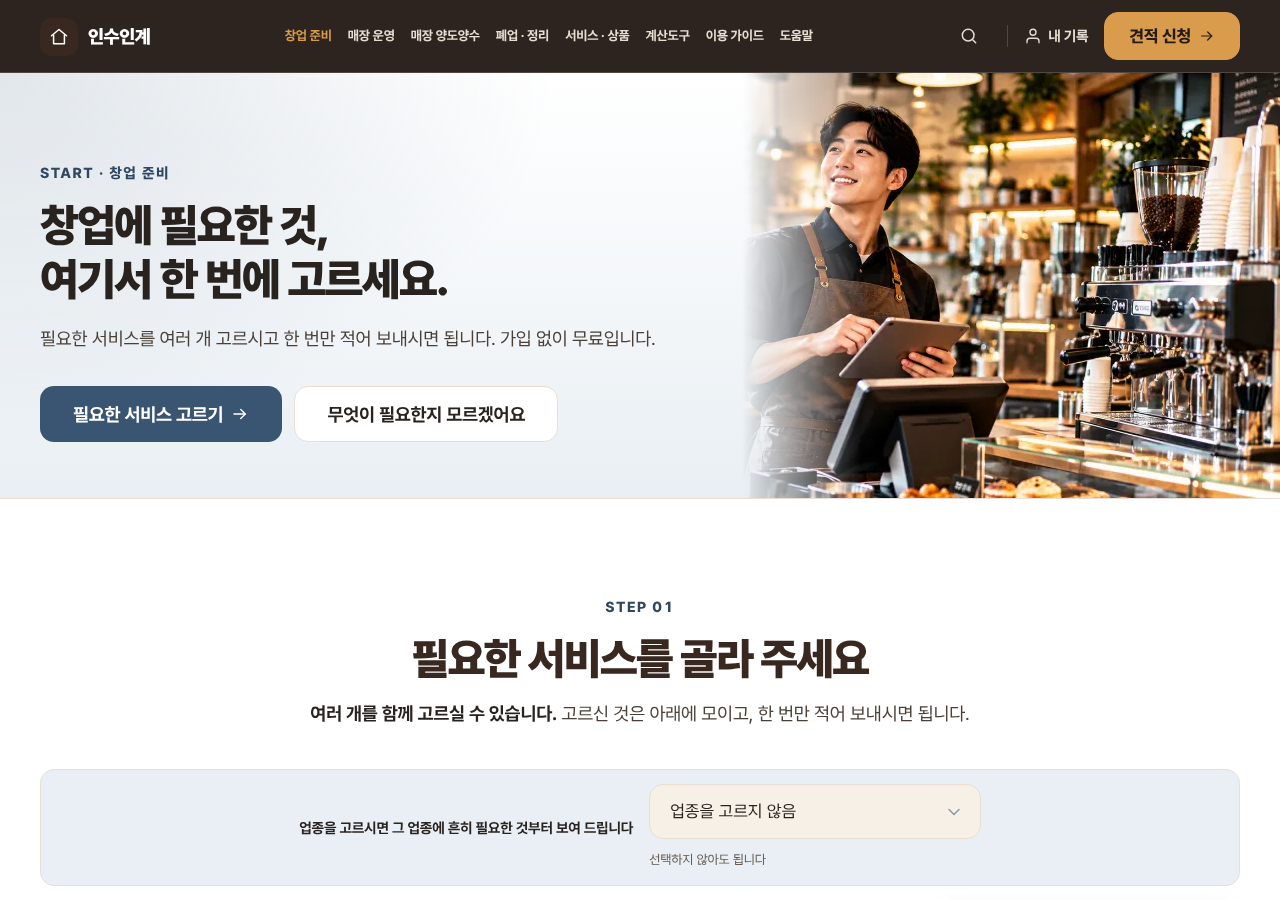 인수인계
창업 준비
매장 운영
매장 양도양수
폐업 · 정리
서비스 · 상품
계산도구
이용 가이드
도움말
내 기록
견적 신청
START · 창업 준비
창업에 필요한 것,
여기서 한 번에 고르세요.
필요한 서비스를 여러 개 고르시고 한 번만 적어 보내시면 됩니다. 가입 없이 무료입니다.
필요한 서비스 고르기
무엇이 필요한지 모르겠어요
STEP 01
필요한 서비스를 골라 주세요
여러 개를 함께 고르실 수 있습니다. 고르신 것은 아래에 모이고, 한 번만 적어 보내시면 됩니다.
업종을 고르시면 그 업종에 흔히 필요한 것부터 보여 드립니다
업종을 고르지 않음
선택하지 않아도 됩니다